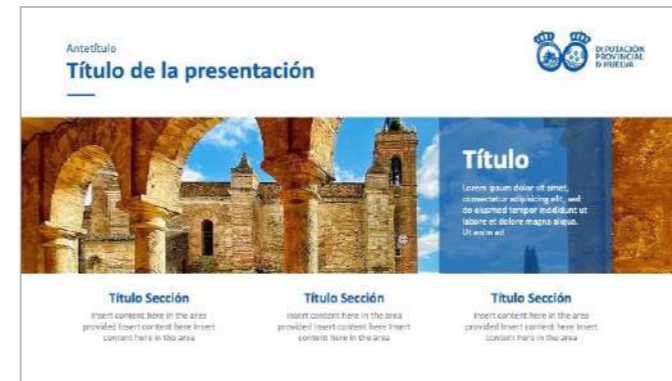 Antetítulo
Título de la presentación
DIPUTACIÓN
PROVINCIAL
D HUELVA
Título
Lorem ipsum dolor sit amet,
consectetur adipisicing elit, sed
do eiusmod tempor incididunt ut
labore et dolore magna aliqua.
Ut enim ad
Título Sección
Insert content here in the area
provided Insert content here Insert
content here in the area
Título Sección
Insert content here in the area
provided Insert content here Insert
content here in the area
Título Sección
Insert content here in the area
provided Insert content here Insert
content here in the area